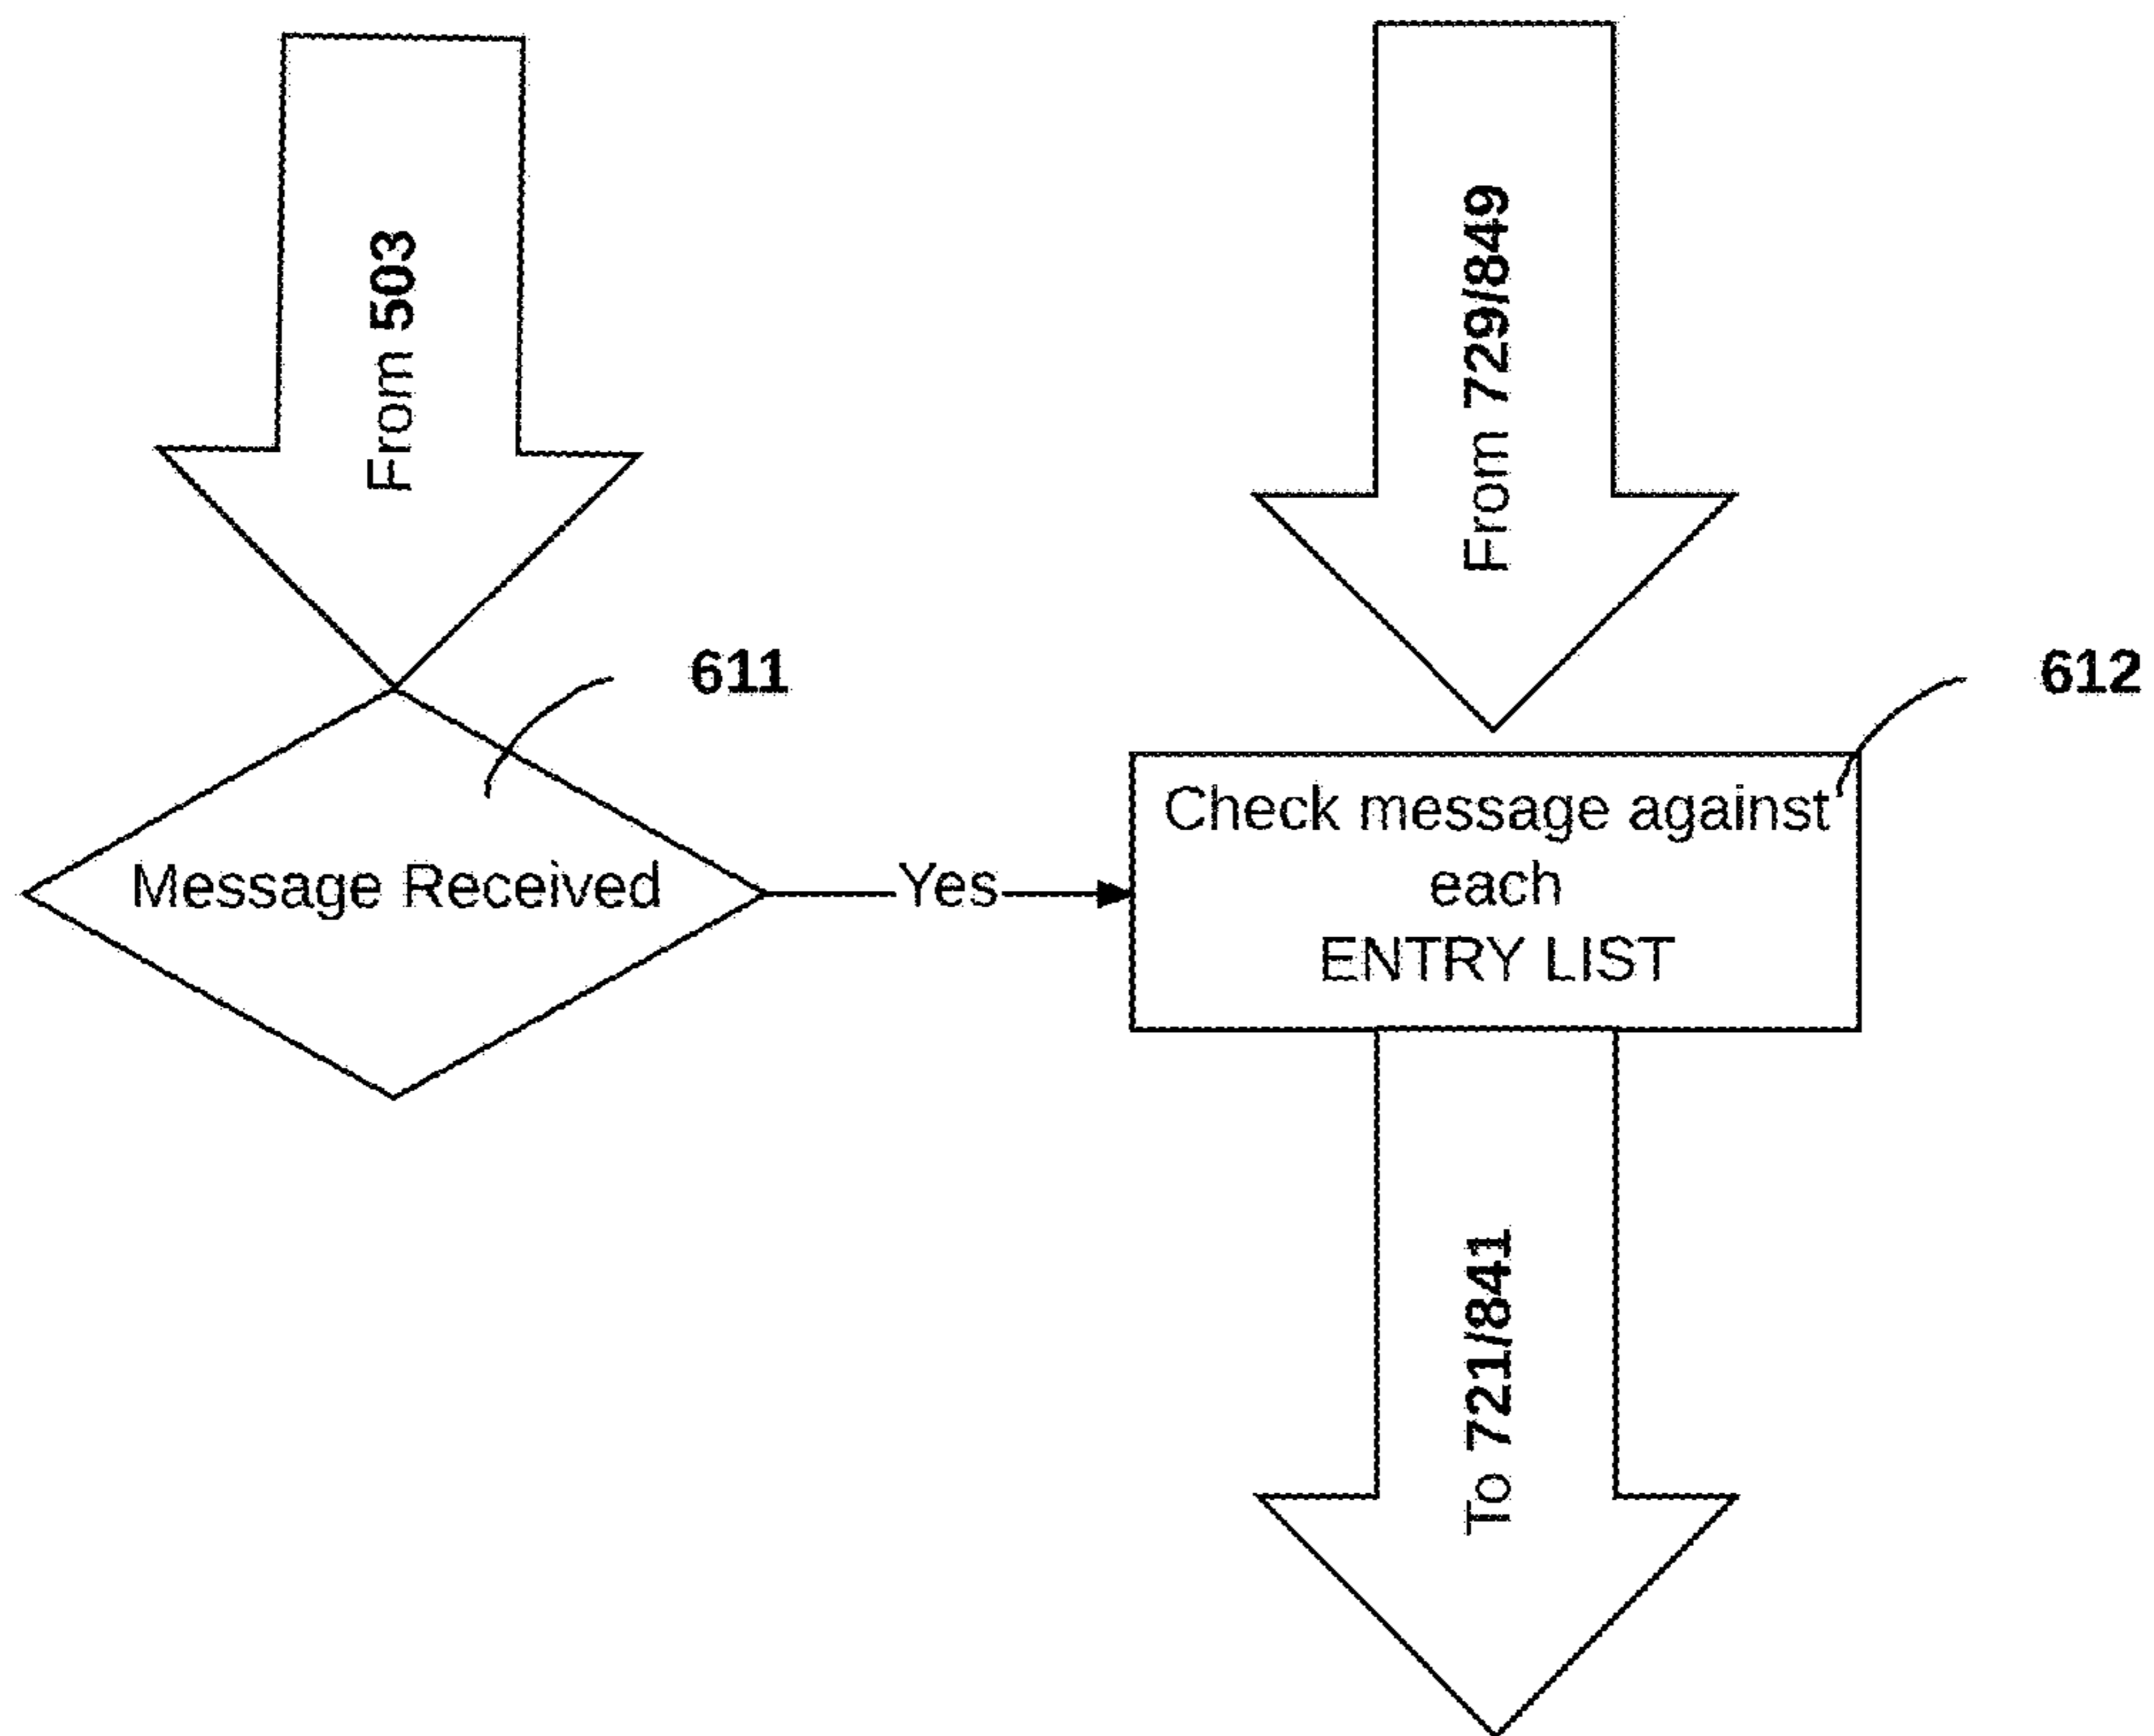 From 503
From 729/849
611
612
Message Received
Yes
Check message against
each
ENTRY LIST
To 721/841